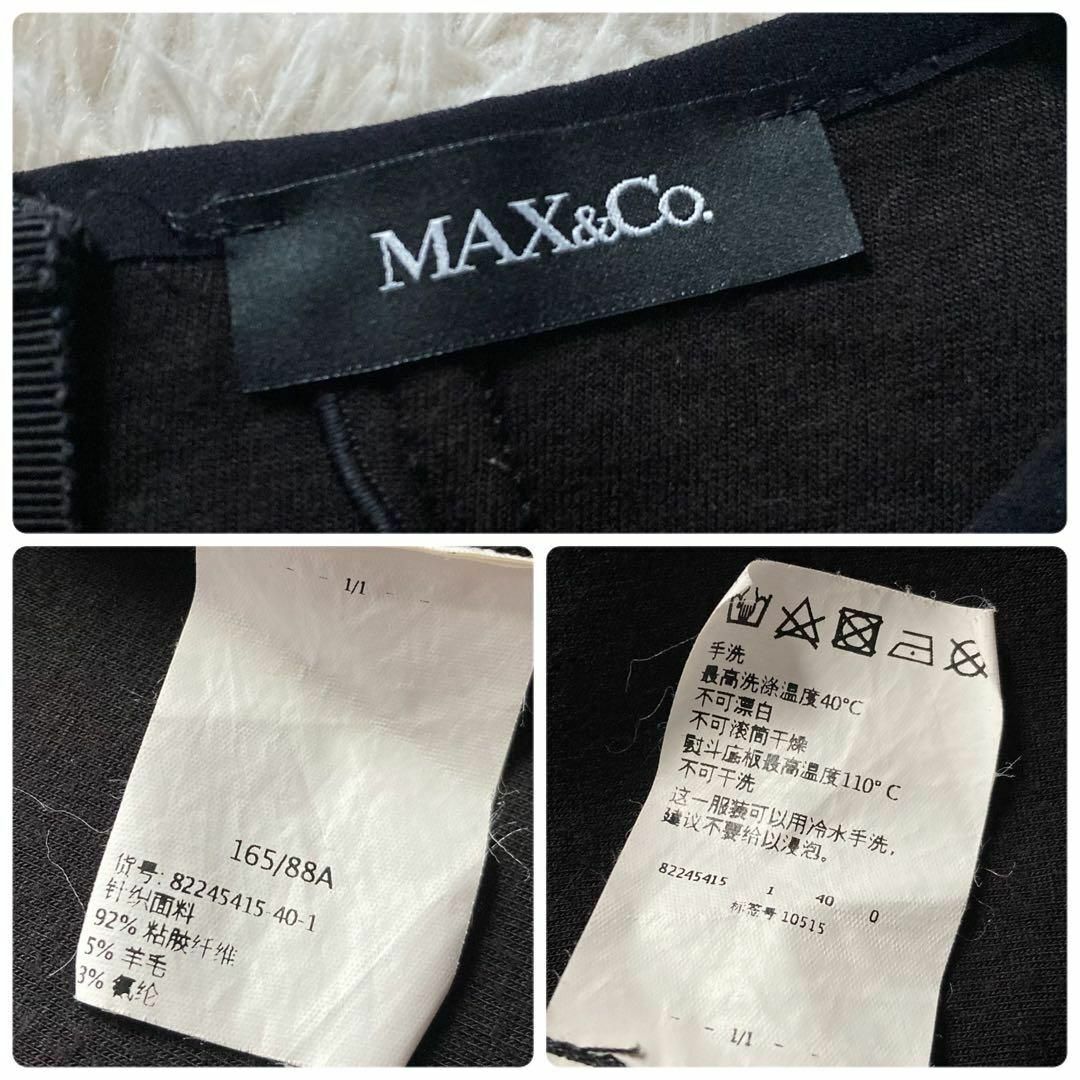 MAX&Co.
1/1
165/88A
货号: 82245415-40-1
针织面料
92% 粘胶纤维
5% 羊毛
3% 氨纶
手洗
最高洗涤温度40°C
不可漂白
不可滚筒干燥
熨斗底板最高温度110°C
不可干洗
这一服装可以用冷水手洗,
建议不要给以浸泡。
82245415 1 40 0
标签号 10515
1/1